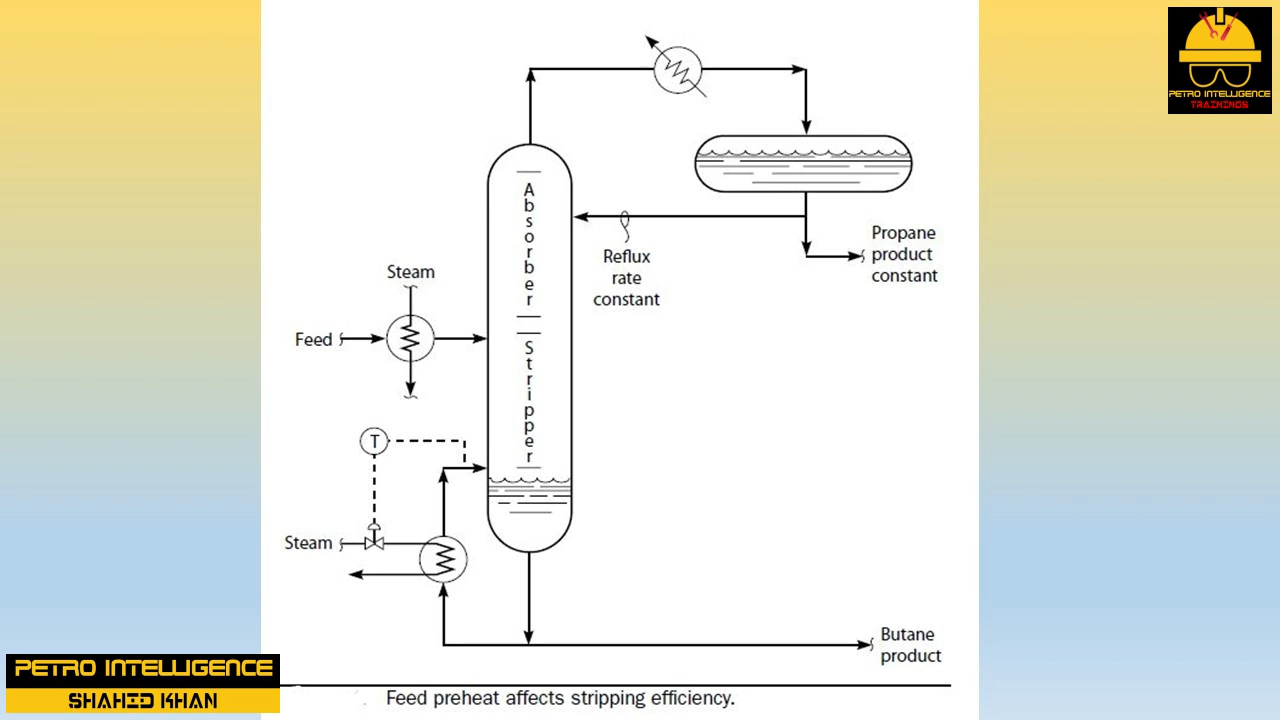 PETRO INTELLIGENCE
TRAININGS
Absorber
Stripper
Reflux
rate
constant
Propane
product
constant
Steam
Feed
T
Steam
Butane
product
Feed preheat affects stripping efficiency.
PETRO INTELLIGENCE
SHAHID KHAN